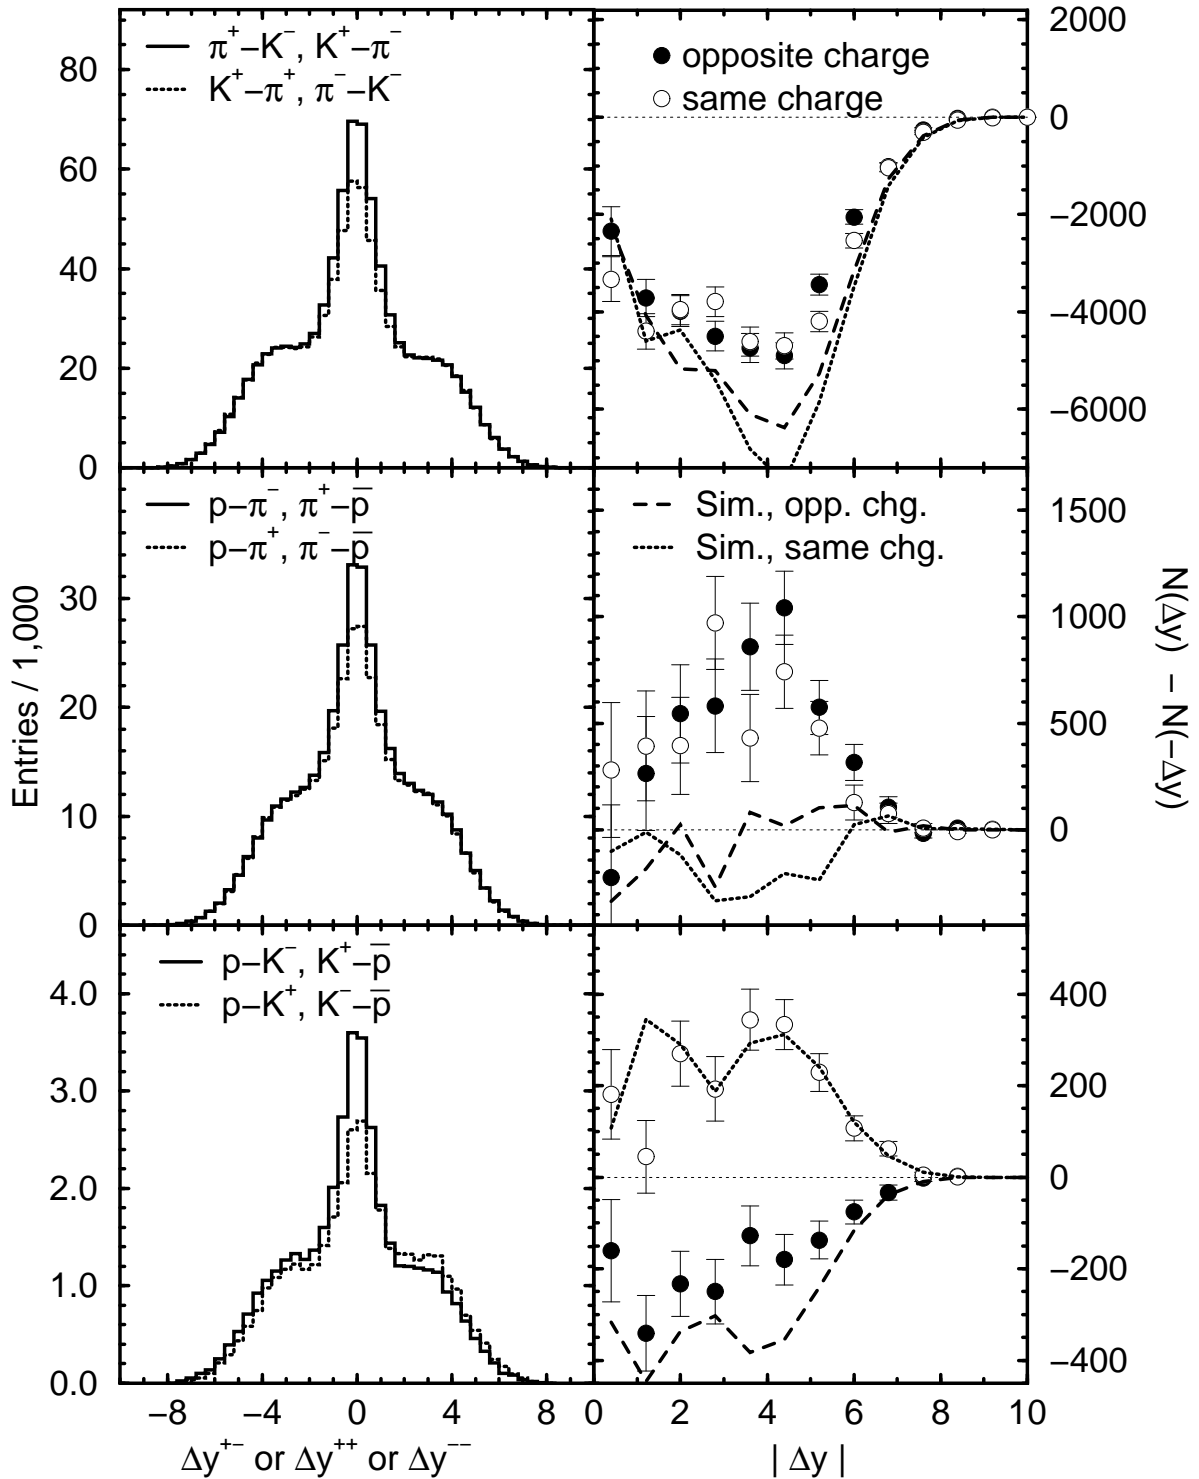 π⁺–K⁻, K⁺–π⁻
K⁺–π⁺, π⁻–K⁻
80
60
40
20
0
opposite charge
same charge
2000
0
−2000
−4000
−6000
p–π⁻, π⁺–p̅
p–π⁺, π⁻–p̅
30
20
10
0
Entries / 1,000
Sim., opp. chg.
Sim., same chg.
1500
1000
500
0
N(Δy) – N(-Δy)
p–K⁻, K⁺–p̅
p–K⁺, K⁻–p̅
4.0
3.0
2.0
1.0
0.0
400
200
0
−200
−400
−8 −4 0 4 8
0 2 4 6 8 10
Δy⁺⁻ or Δy⁺⁺ or Δy⁻⁻
| Δy |